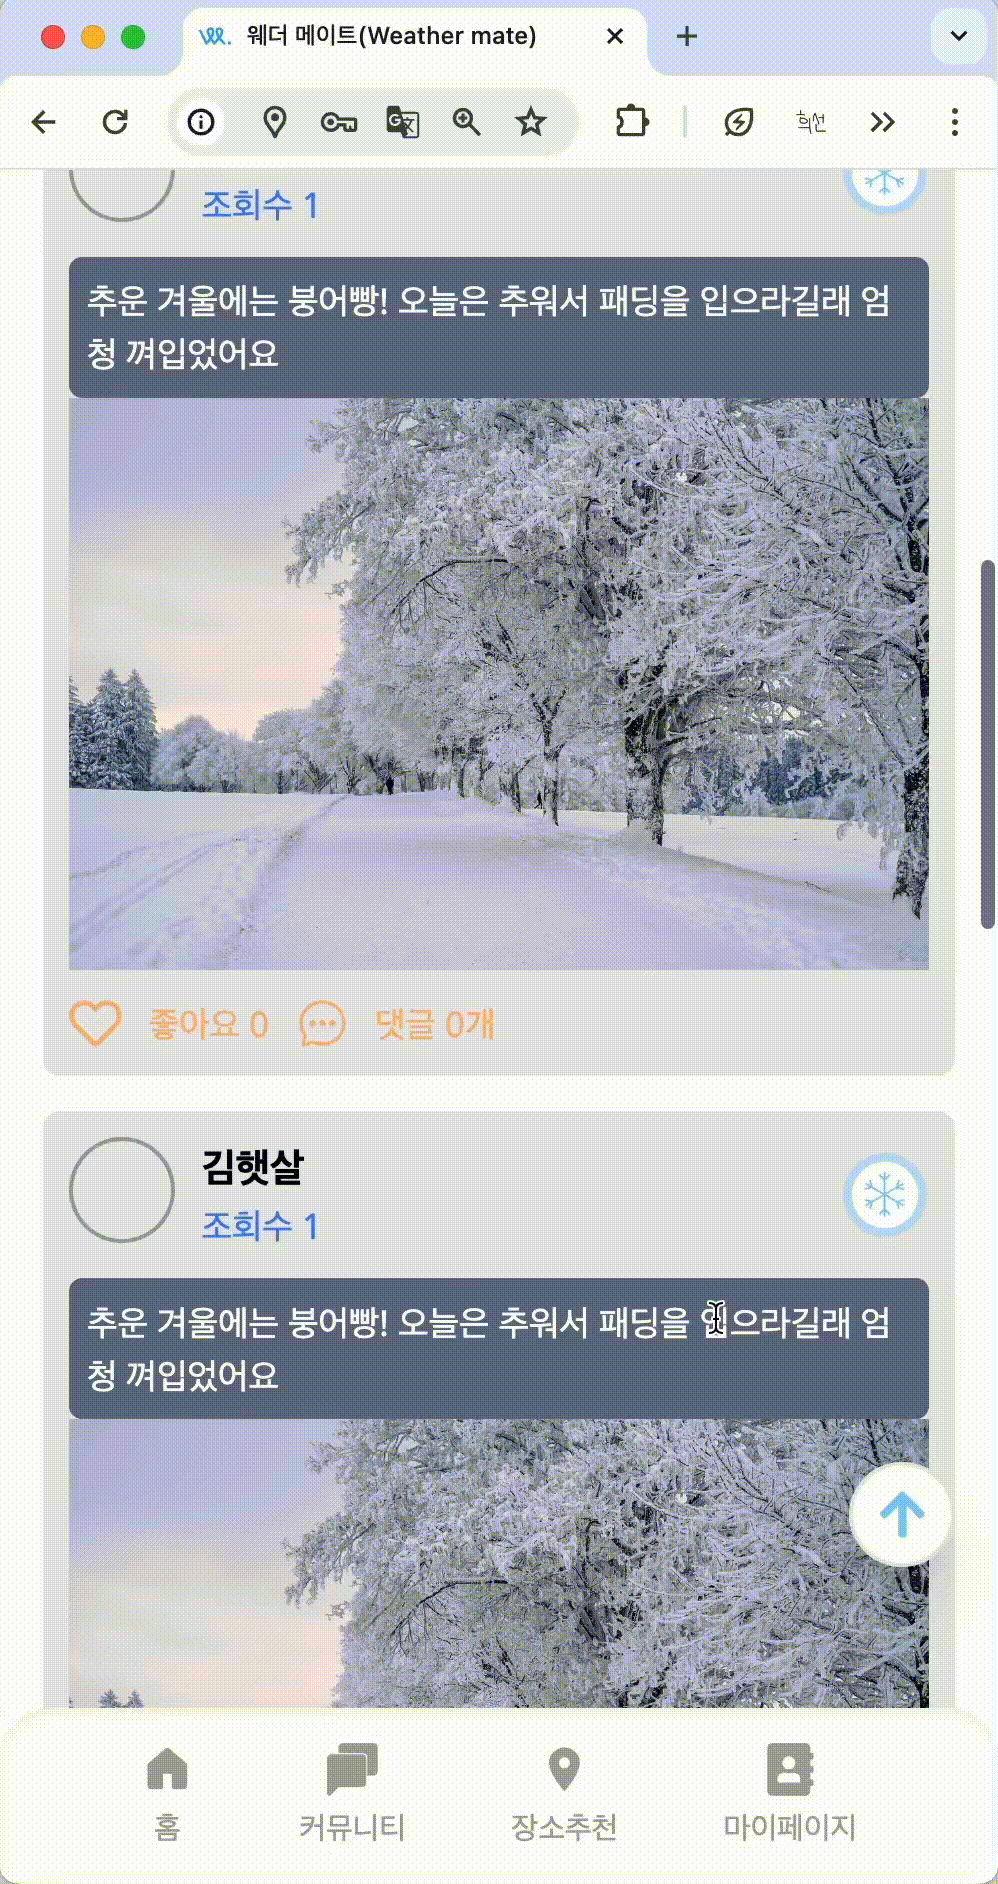 웨더 메이트(Weather mate)
희선
조회수 1
추운 겨울에는 붕어빵! 오늘은 추워서 패딩을 입으라길래 엄
청 껴입었어요
좋아요 0 댓글 0개
김햇살
조회수 1
추운 겨울에는 붕어빵! 오늘은 추워서 패딩을 으라길래 엄
청 껴입었어요
홈 커뮤니티 장소추천 마이페이지